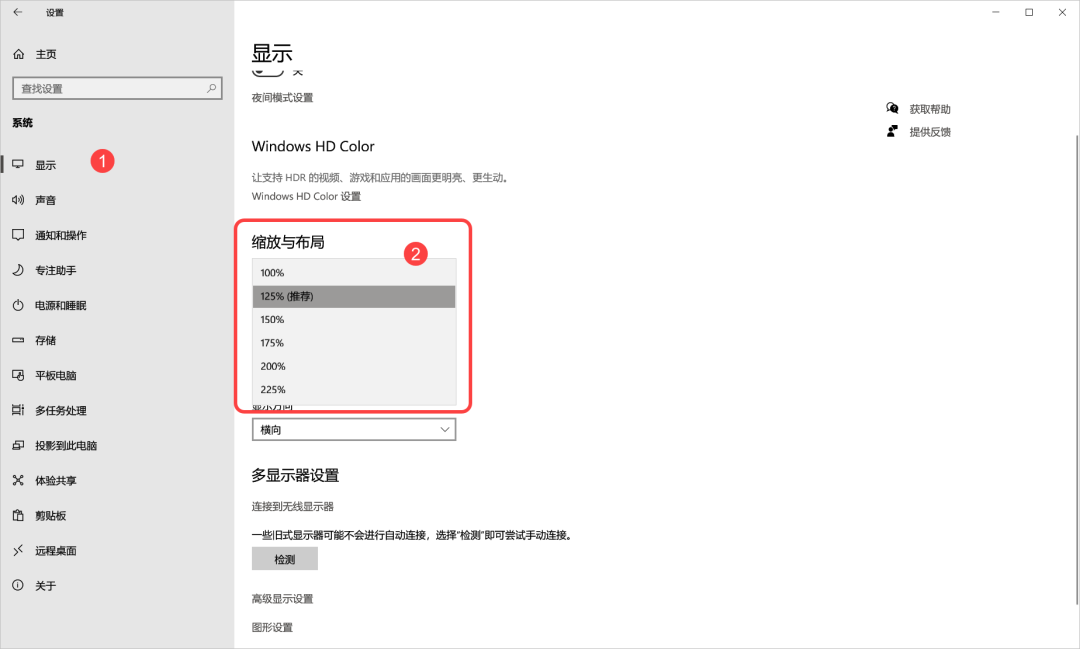 设置
主页
查找设置
系统
显示
1
声音
通知和操作
专注助手
电源和睡眠
存储
平板电脑
多任务处理
投影到此电脑
体验共享
剪贴板
远程桌面
关于
显示
关
夜间模式设置
Windows HD Color
让支持 HDR 的视频、游戏和应用的画面更明亮、更生动。
Windows HD Color 设置
缩放与布局
2
100%
125% (推荐)
150%
175%
200%
225%
显示方向
横向
多显示器设置
连接到无线显示器
一些旧式显示器可能不会进行自动连接，选择"检测"即可尝试手动连接。
检测
高级显示设置
图形设置
获取帮助
提供反馈